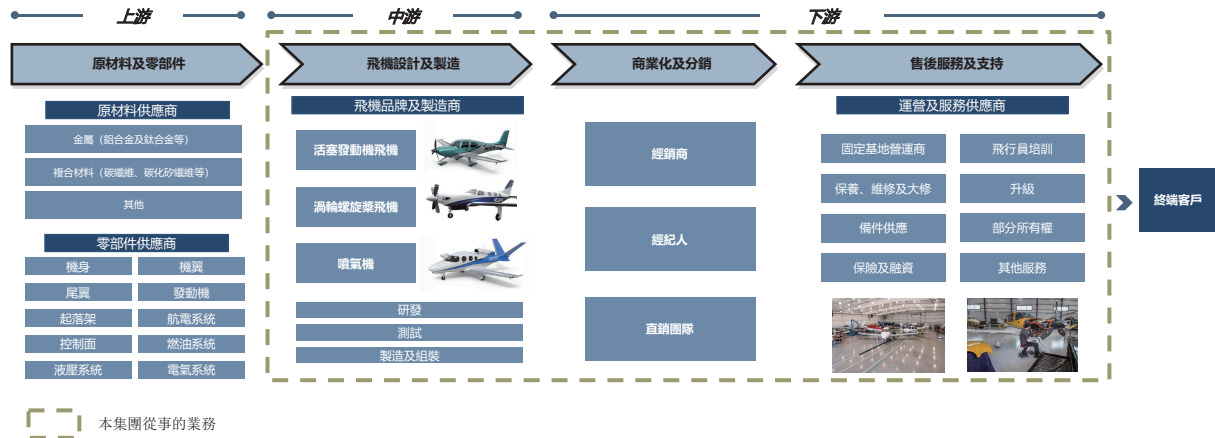 上游
中游
下游
原材料及零部件
飛機設計及製造
商業化及分銷
售後服務及支持
原材料供應商
金屬（鋁合金及鈦合金等）
複合材料（碳纖維、碳化矽纖維等）
其他
零部件供應商
機身
機翼
尾翼
發動機
起落架
航電系統
控制面
燃油系統
液壓系統
電氣系統
飛機品牌及製造商
活塞發動機飛機
渦輪螺旋槳飛機
噴氣機
研發
測試
製造及組裝
經銷商
經紀人
直銷團隊
運營及服務供應商
固定基地營運商
飛行員培訓
保養、維修及大修
升級
備件供應
部分所有權
保險及融資
其他服務
終端客戶
本集團從事的業務